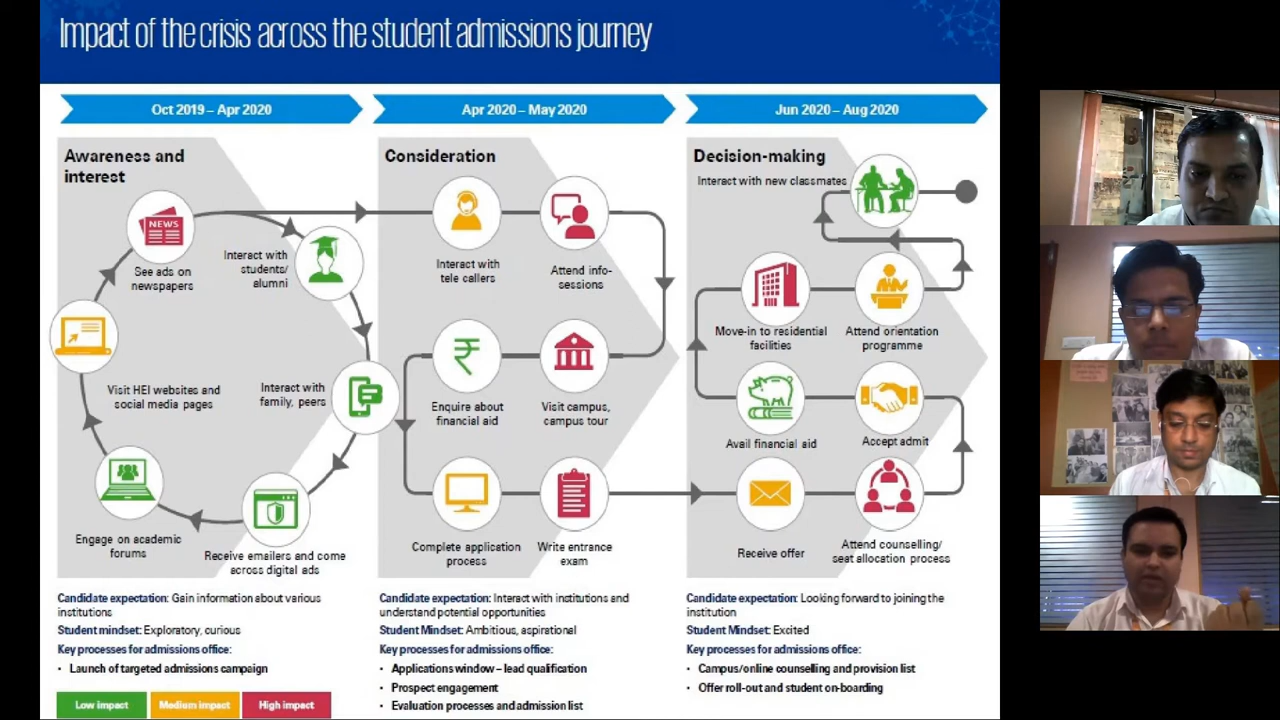 Impact of the crisis across the student admissions journey
Oct 2019 – Apr 2020
Apr 2020 – May 2020
Jun 2020 – Aug 2020
Awareness and
interest
NEWS
See ads on
newspapers
Interact with
students/
alumni
Visit HEI websites and
social media pages
Interact with
family, peers
Engage on academic
forums
Receive emailers and come
across digital ads
Consideration
Interact with
tele callers
Attend info-
sessions
₹
Enquire about
financial aid
Visit campus,
campus tour
Complete application
process
Write entrance
exam
Decision-making
Interact with new classmates
Move-in to residential
facilities
Attend orientation
programme
Avail financial aid
Accept admit
Receive offer
Attend counselling/
seat allocation process
Candidate expectation: Gain information about various
institutions
Student mindset: Exploratory, curious
Key processes for admissions office:
• Launch of targeted admissions campaign
Candidate expectation: Interact with institutions and
understand potential opportunities
Student Mindset: Ambitious, aspirational
Key processes for admissions office:
• Applications window – lead qualification
• Prospect engagement
• Evaluation processes and admission list
Candidate expectation: Looking forward to joining the
institution
Student Mindset: Excited
Key processes for admissions office:
• Campus/online counselling and provision list
• Offer roll-out and student on-boarding
Low impact
Medium impact
High impact